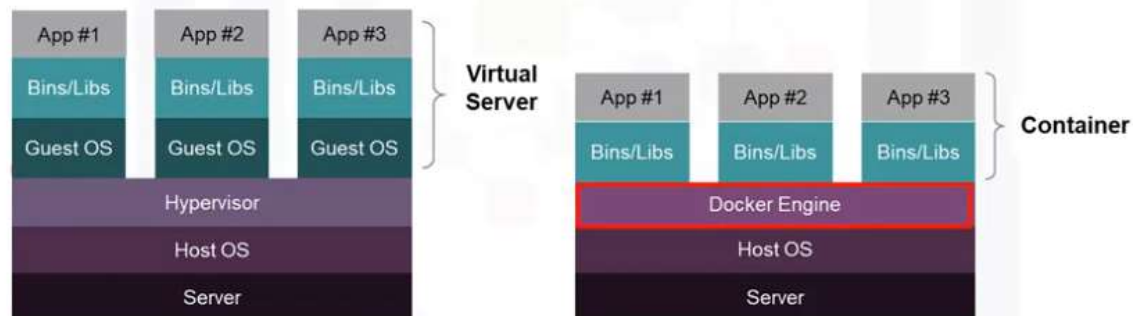 App #1 App #2 App #3
Bins/Libs Bins/Libs Bins/Libs
Guest OS Guest OS Guest OS
Virtual
Server
Hypervisor
Host OS
Server
App #1 App #2 App #3
Bins/Libs Bins/Libs Bins/Libs
Container
Docker Engine
Host OS
Server